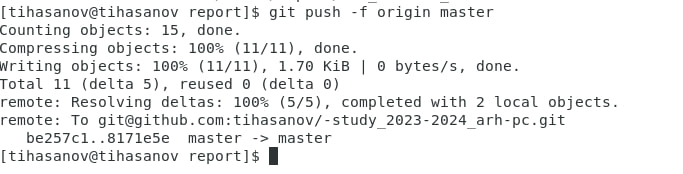 [tihasanov@tihasanov report]$ git push -f origin master
Counting objects: 15, done.
Compressing objects: 100% (11/11), done.
Writing objects: 100% (11/11), 1.70 KiB | 0 bytes/s, done.
Total 11 (delta 5), reused 0 (delta 0)
remote: Resolving deltas: 100% (5/5), completed with 2 local objects.
remote: To git@github.com:tihasanov/-study_2023-2024_arh-pc.git
   be257c1..8171e5e  master -> master
[tihasanov@tihasanov report]$